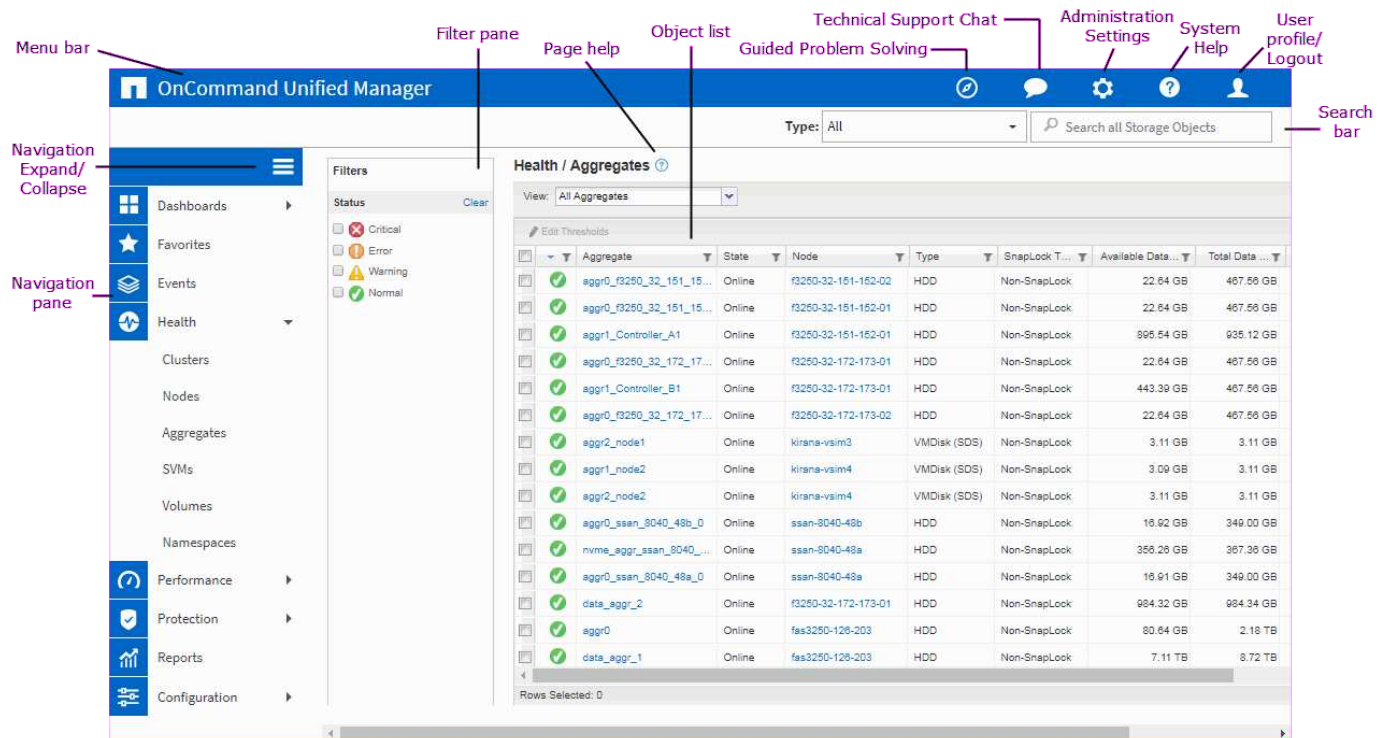 Menu bar
Filter pane
Page help
Object list
Technical Support Chat
Guided Problem Solving
Administration
Settings
System
Help
User
profile/
Logout
OnCommand Unified Manager
Type: All
Search all Storage Objects
Search
bar
Navigation
Expand/
Collapse
Navigation
pane
Dashboards
Favorites
Events
Health
Clusters
Nodes
Aggregates
SVMs
Volumes
Namespaces
Performance
Protection
Reports
Configuration
Filters
Status Clear
Critical
Error
Warning
Normal
Health / Aggregates ?
View: All Aggregates
Edit Thresholds
Aggregate State Node Type SnapLock T... Available Data... Total Data ...
aggr0_f3250_32_151_15... Online f3250-32-151-152-02 HDD Non-SnapLock 22.64 GB 467.56 GB
aggr0_f3250_32_151_15... Online f3250-32-151-152-01 HDD Non-SnapLock 22.64 GB 467.56 GB
aggr1_Controller_A1 Online f3250-32-151-152-01 HDD Non-SnapLock 895.54 GB 935.12 GB
aggr0_f3250_32_172_17... Online f3250-32-172-173-01 HDD Non-SnapLock 22.64 GB 467.56 GB
aggr1_Controller_B1 Online f3250-32-172-173-01 HDD Non-SnapLock 443.39 GB 467.56 GB
aggr0_f3250_32_172_17... Online f3250-32-172-173-02 HDD Non-SnapLock 22.64 GB 467.56 GB
aggr2_node1 Online kirana-vsim3 VMDisk (SDS) Non-SnapLock 3.11 GB 3.11 GB
aggr1_node2 Online kirana-vsim4 VMDisk (SDS) Non-SnapLock 3.09 GB 3.11 GB
aggr2_node2 Online kirana-vsim4 VMDisk (SDS) Non-SnapLock 3.11 GB 3.11 GB
aggr0_ssan_8040_48b_0 Online ssan-8040-48b HDD Non-SnapLock 16.92 GB 349.00 GB
nvme_aggr_ssan_8040_... Online ssan-8040-48a HDD Non-SnapLock 356.26 GB 367.36 GB
aggr0_ssan_8040_48a_0 Online ssan-8040-48a HDD Non-SnapLock 16.91 GB 349.00 GB
data_aggr_2 Online f3250-32-172-173-01 HDD Non-SnapLock 984.32 GB 984.34 GB
aggr0 Online fas3250-126-203 HDD Non-SnapLock 80.64 GB 2.18 TB
data_aggr_1 Online fas3250-126-203 HDD Non-SnapLock 7.11 TB 8.72 TB
Rows Selected: 0